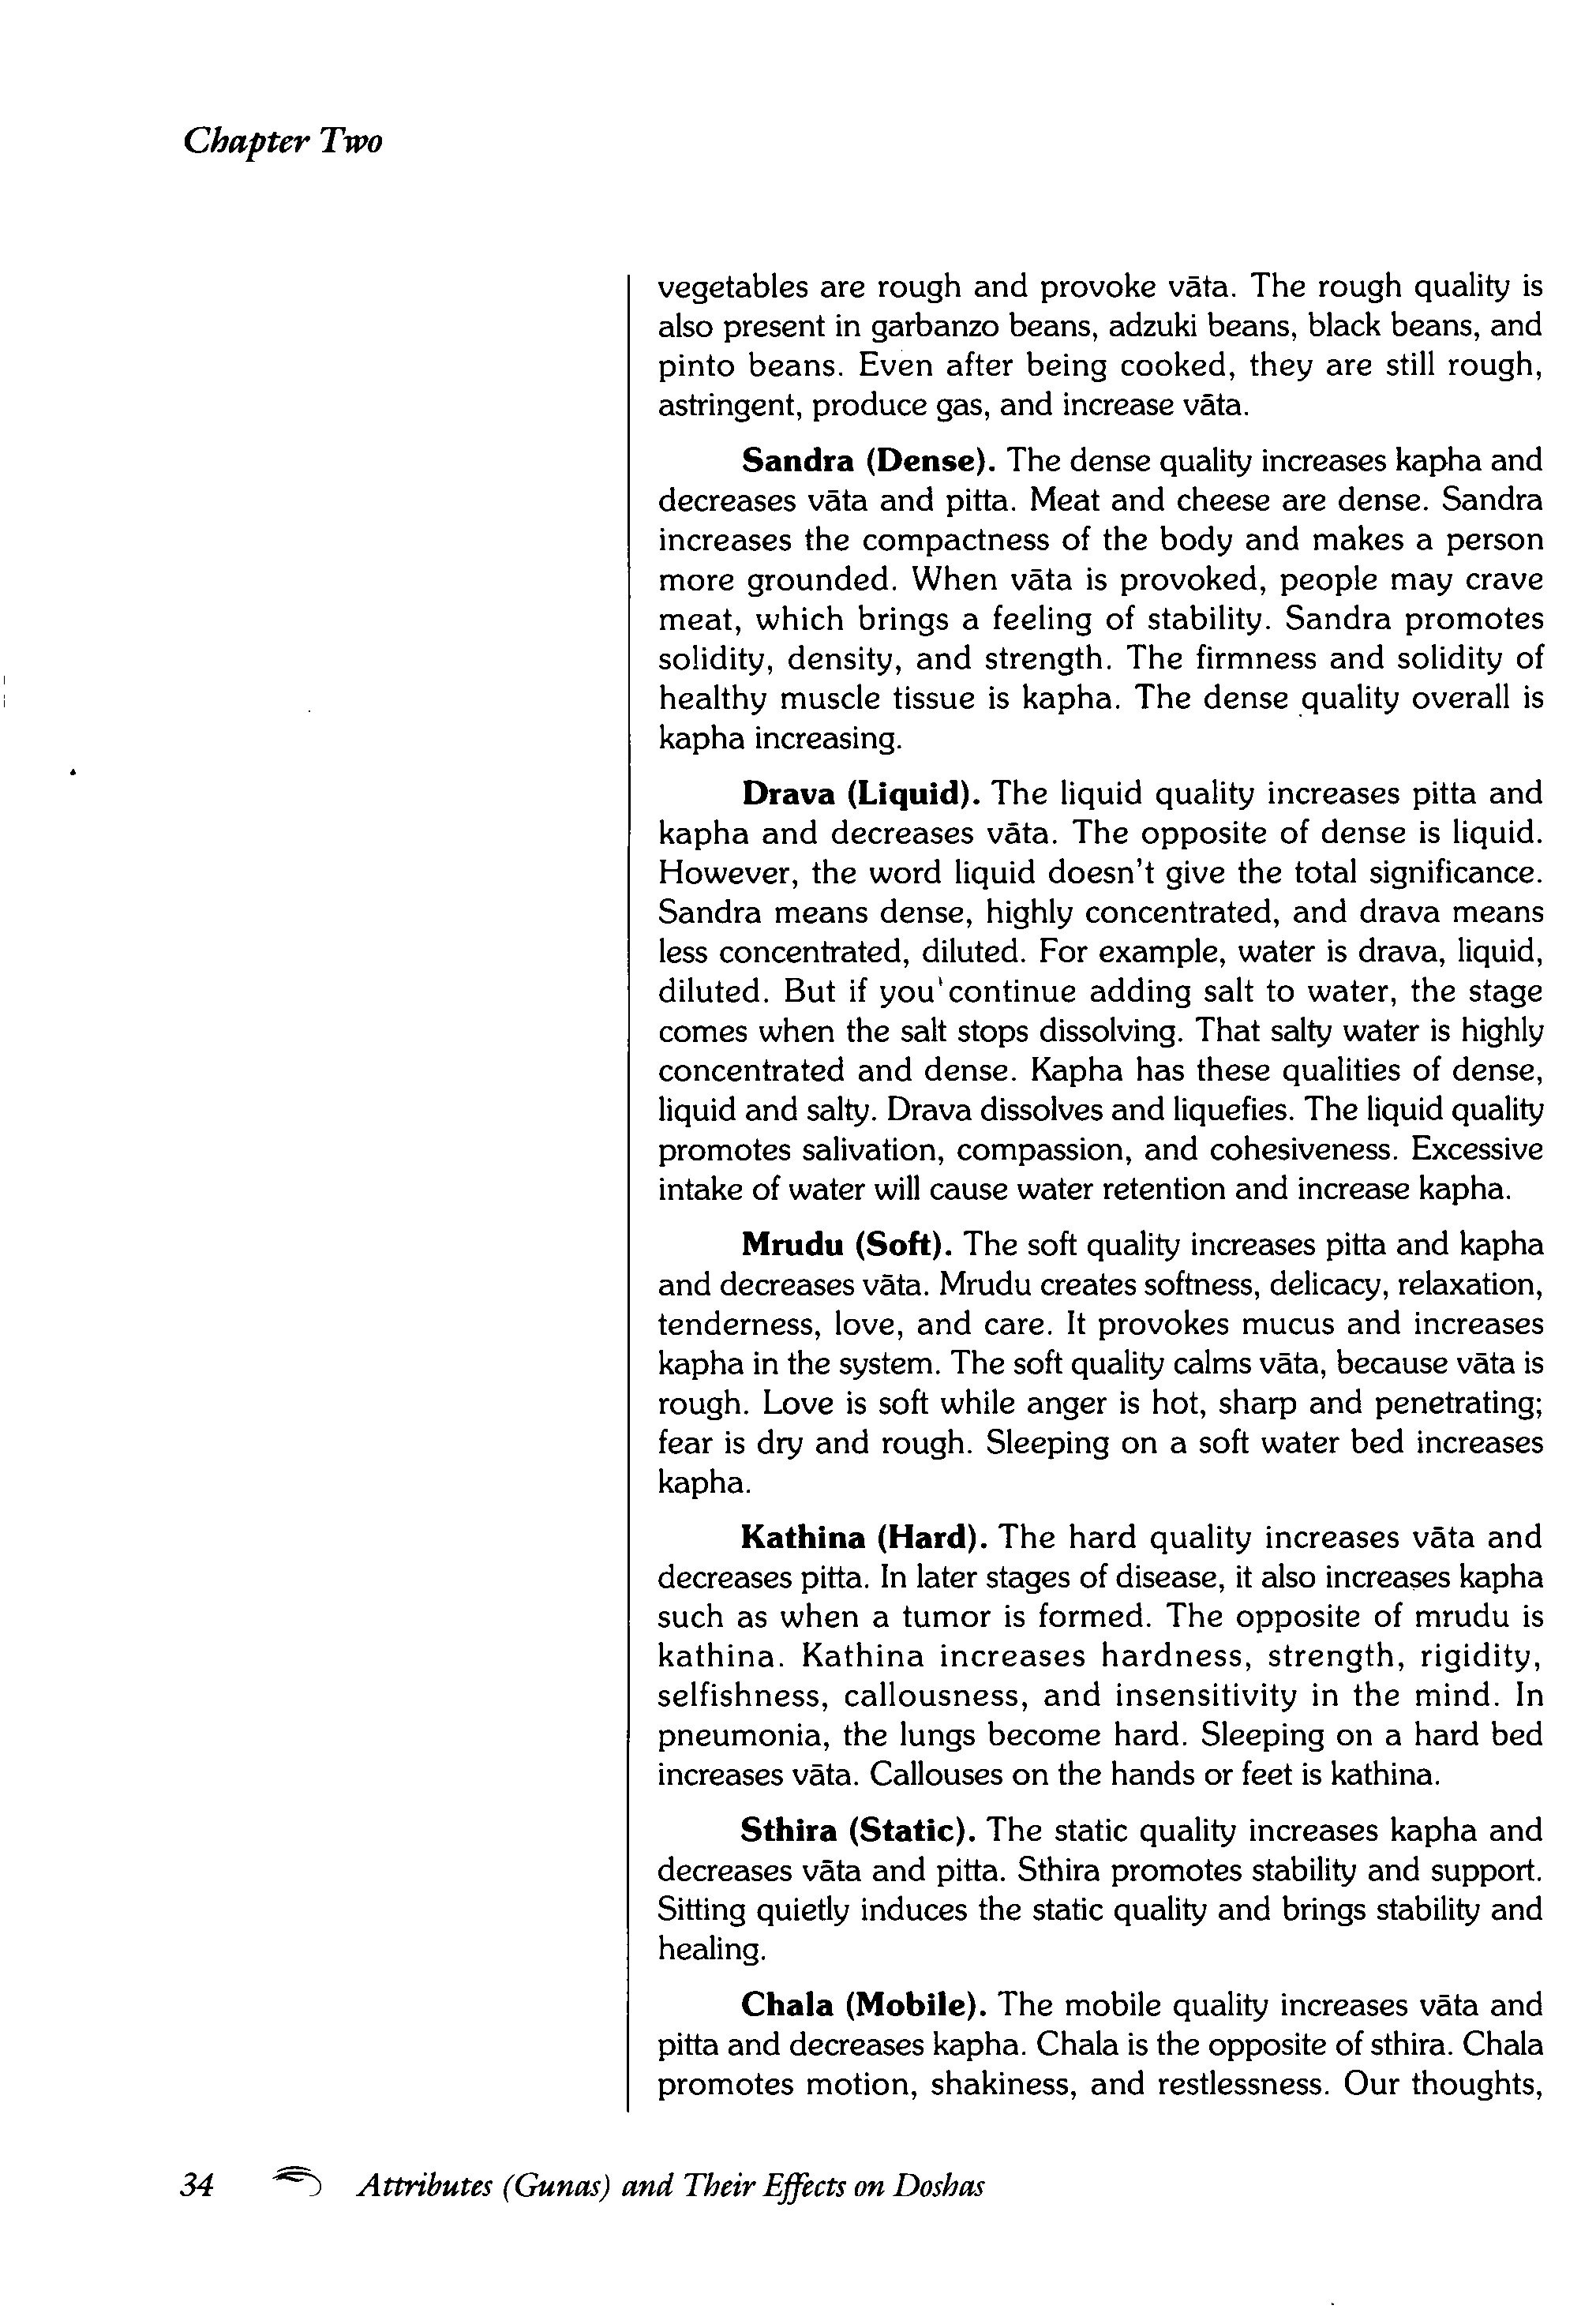 Chapter Two
vegetables are rough and provoke vāta. The rough quality is
also present in garbanzo beans, adzuki beans, black beans, and
pinto beans. Even after being cooked, they are still rough,
astringent, produce gas, and increase vāta.
Sandra (Dense). The dense quality increases kapha and
decreases vāta and pitta. Meat and cheese are dense. Sandra
increases the compactness of the body and makes a person
more grounded. When vāta is provoked, people may crave
meat, which brings a feeling of stability. Sandra promotes
solidity, density, and strength. The firmness and solidity of
healthy muscle tissue is kapha. The dense quality overall is
kapha increasing.
Drava (Liquid). The liquid quality increases pitta and
kapha and decreases vāta. The opposite of dense is liquid.
However, the word liquid doesn't give the total significance.
Sandra means dense, highly concentrated, and drava means
less concentrated, diluted. For example, water is drava, liquid,
diluted. But if you continue adding salt to water, the stage
comes when the salt stops dissolving. That salty water is highly
concentrated and dense. Kapha has these qualities of dense,
liquid and salty. Drava dissolves and liquefies. The liquid quality
promotes salivation, compassion, and cohesiveness. Excessive
intake of water will cause water retention and increase kapha.
Mrudu (Soft). The soft quality increases pitta and kapha
and decreases vāta. Mrudu creates softness, delicacy, relaxation,
tenderness, love, and care. It provokes mucus and increases
kapha in the system. The soft quality calms vāta, because vāta is
rough. Love is soft while anger is hot, sharp and penetrating;
fear is dry and rough. Sleeping on a soft water bed increases
kapha.
Kathina (Hard). The hard quality increases vāta and
decreases pitta. In later stages of disease, it also increases kapha
such as when a tumor is formed. The opposite of mrudu is
kathina. Kathina increases hardness, strength, rigidity,
selfishness, callousness, and insensitivity in the mind. In
pneumonia, the lungs become hard. Sleeping on a hard bed
increases vāta. Callouses on the hands or feet is kathina.
Sthira (Static). The static quality increases kapha and
decreases vāta and pitta. Sthira promotes stability and support.
Sitting quietly induces the static quality and brings stability and
healing.
Chala (Mobile). The mobile quality increases vāta and
pitta and decreases kapha. Chala is the opposite of sthira. Chala
promotes motion, shakiness, and restlessness. Our thoughts,
34 Attributes (Gunas) and Their Effects on Doshas